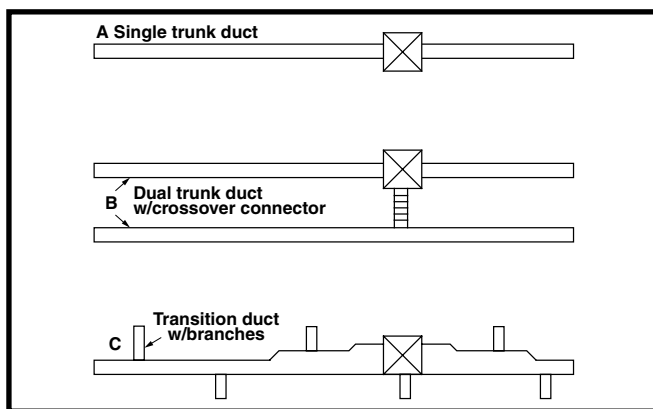 A Single trunk duct
B
Dual trunk duct
w/crossover connector
C
Transition duct
w/branches